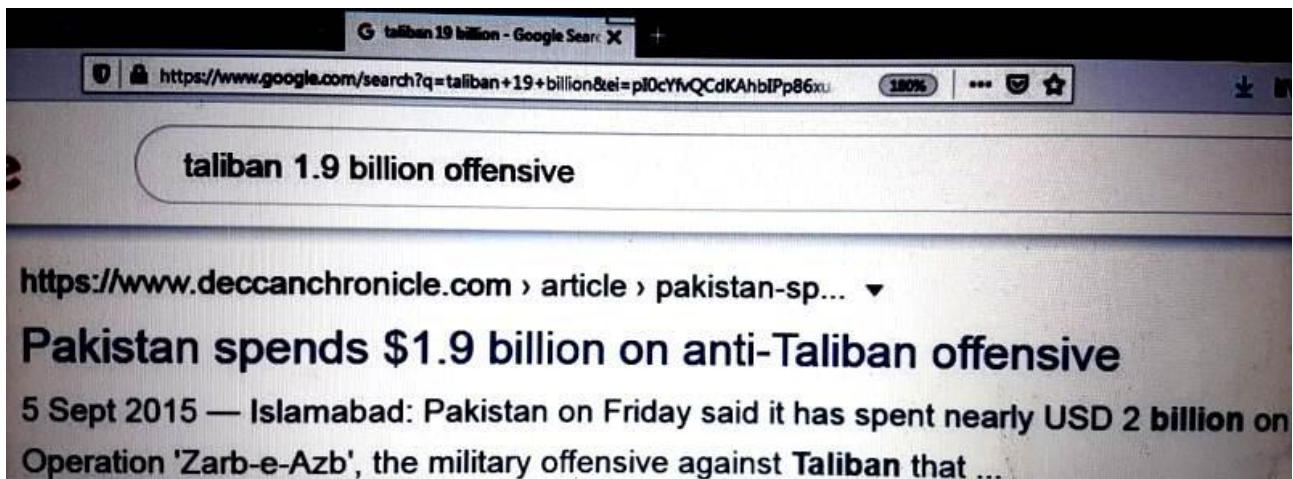 G taliban 19 billion - Google Searc X +
https://www.google.com/search?q=taliban+19+billion&ei= 180% ...
e
taliban 1.9 billion offensive
https://www.deccanchronicle.com › article › pakistan-sp... ▼
Pakistan spends $1.9 billion on anti-Taliban offensive
5 Sept 2015 — Islamabad: Pakistan on Friday said it has spent nearly USD 2 billion on
Operation 'Zarb-e-Azb', the military offensive against Taliban that ...